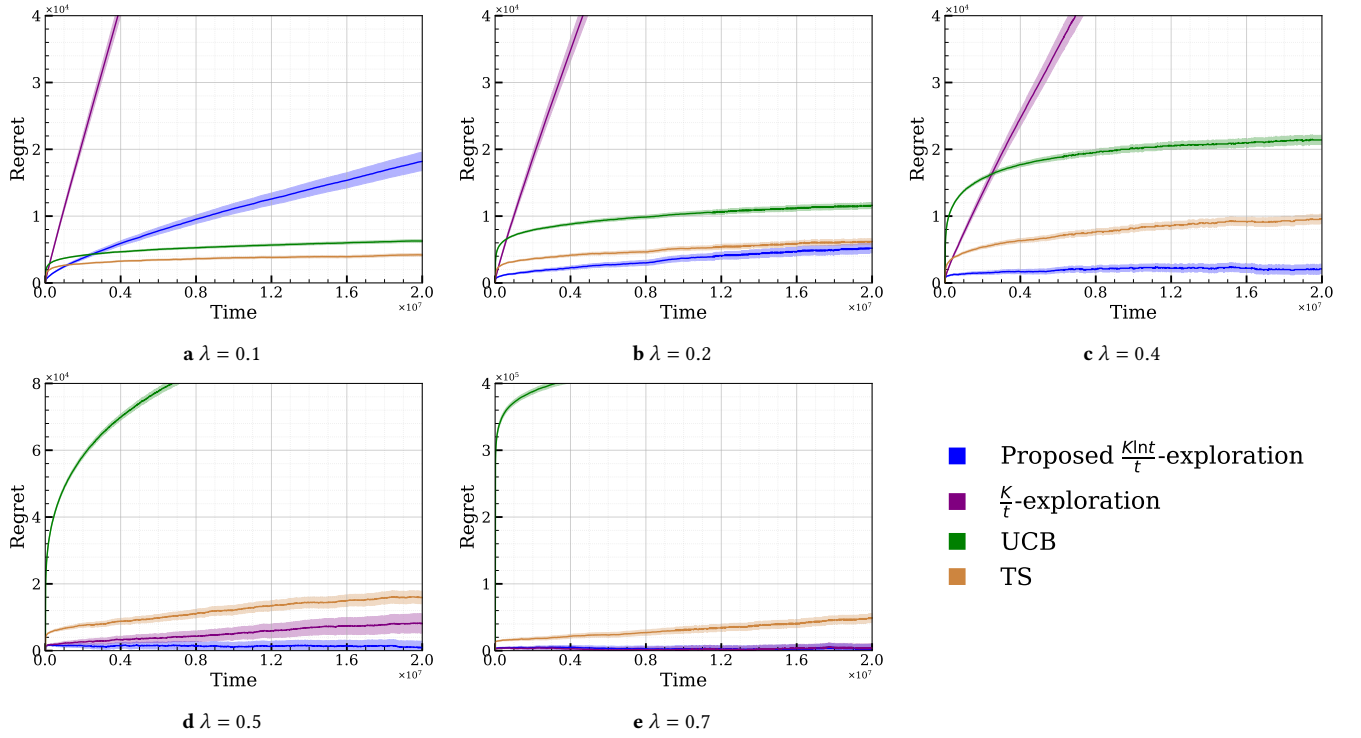 ×10⁴
4
3
2
1
0
Regret
0.0 0.4 0.8 1.2 1.6 2.0
×10⁷
Time
a λ = 0.1
×10⁴
4
3
2
1
0
Regret
0.0 0.4 0.8 1.2 1.6 2.0
×10⁷
Time
b λ = 0.2
×10⁴
4
3
2
1
0
Regret
0.0 0.4 0.8 1.2 1.6 2.0
×10⁷
Time
c λ = 0.4
×10⁴
8
6
4
2
0
Regret
0.0 0.4 0.8 1.2 1.6 2.0
×10⁷
Time
d λ = 0.5
×10⁵
4
3
2
1
0
Regret
0.0 0.4 0.8 1.2 1.6 2.0
×10⁷
Time
e λ = 0.7
Proposed Klnt/t-exploration
K/t-exploration
UCB
TS